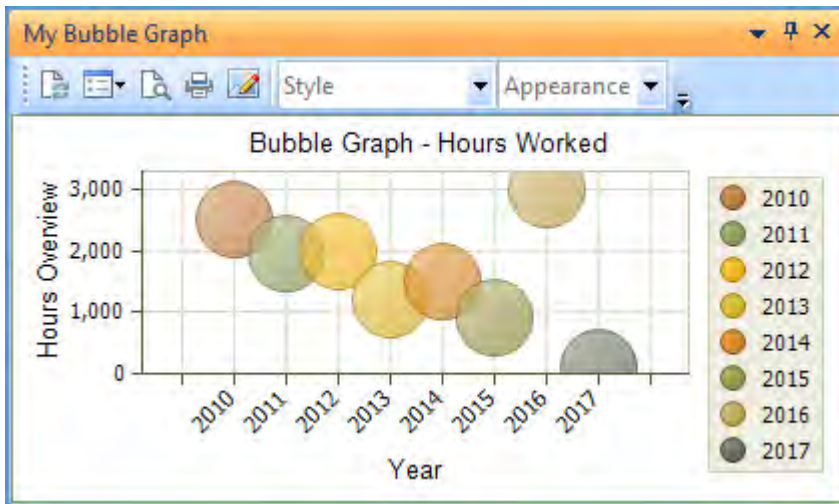 My Bubble Graph
Style Appearance
Bubble Graph - Hours Worked
Hours Overview
3,000
2,000
1,000
0
2010 2011 2012 2013 2014 2015 2016 2017
Year
2010
2011
2012
2013
2014
2015
2016
2017